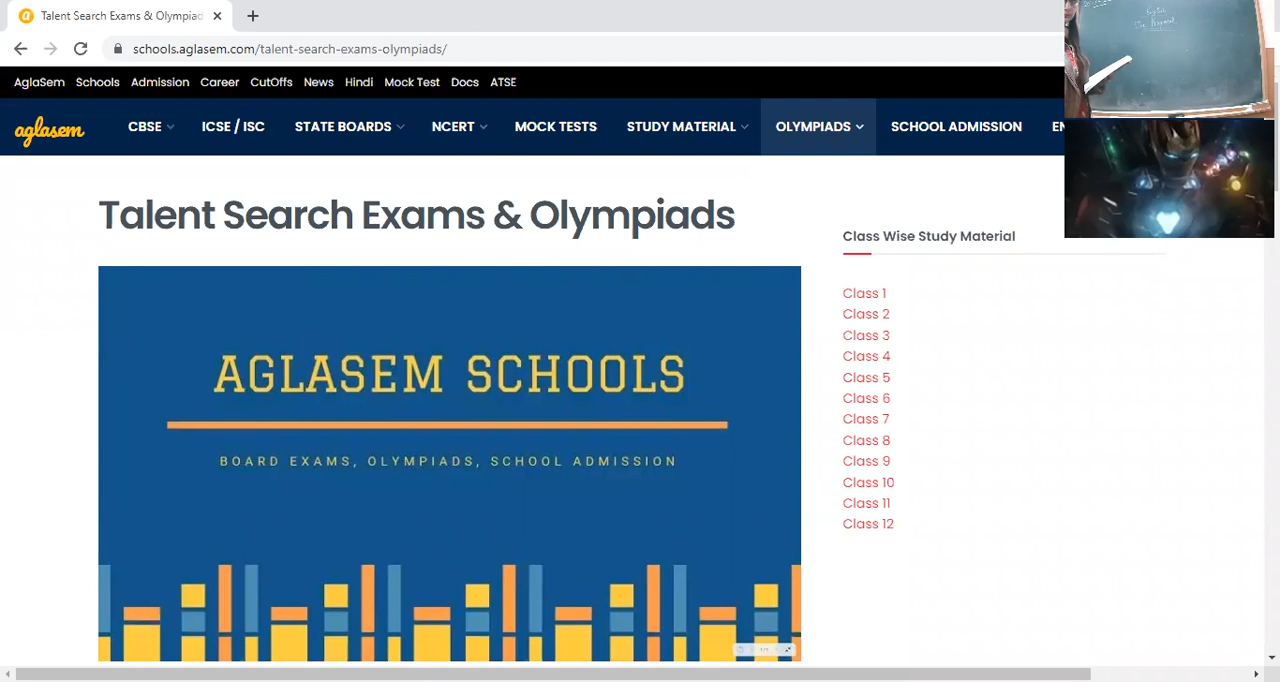 Talent Search Exams & Olympiad
schools.aglasem.com/talent-search-exams-olympiads/
AglaSem Schools Admission Career CutOffs News Hindi Mock Test Docs ATSE
aglasem CBSE ICSE / ISC STATE BOARDS NCERT MOCK TESTS STUDY MATERIAL OLYMPIADS SCHOOL ADMISSION
Talent Search Exams & Olympiads
AGLASEM SCHOOLS
BOARD EXAMS, OLYMPIADS, SCHOOL ADMISSION
Class Wise Study Material
Class 1
Class 2
Class 3
Class 4
Class 5
Class 6
Class 7
Class 8
Class 9
Class 10
Class 11
Class 12